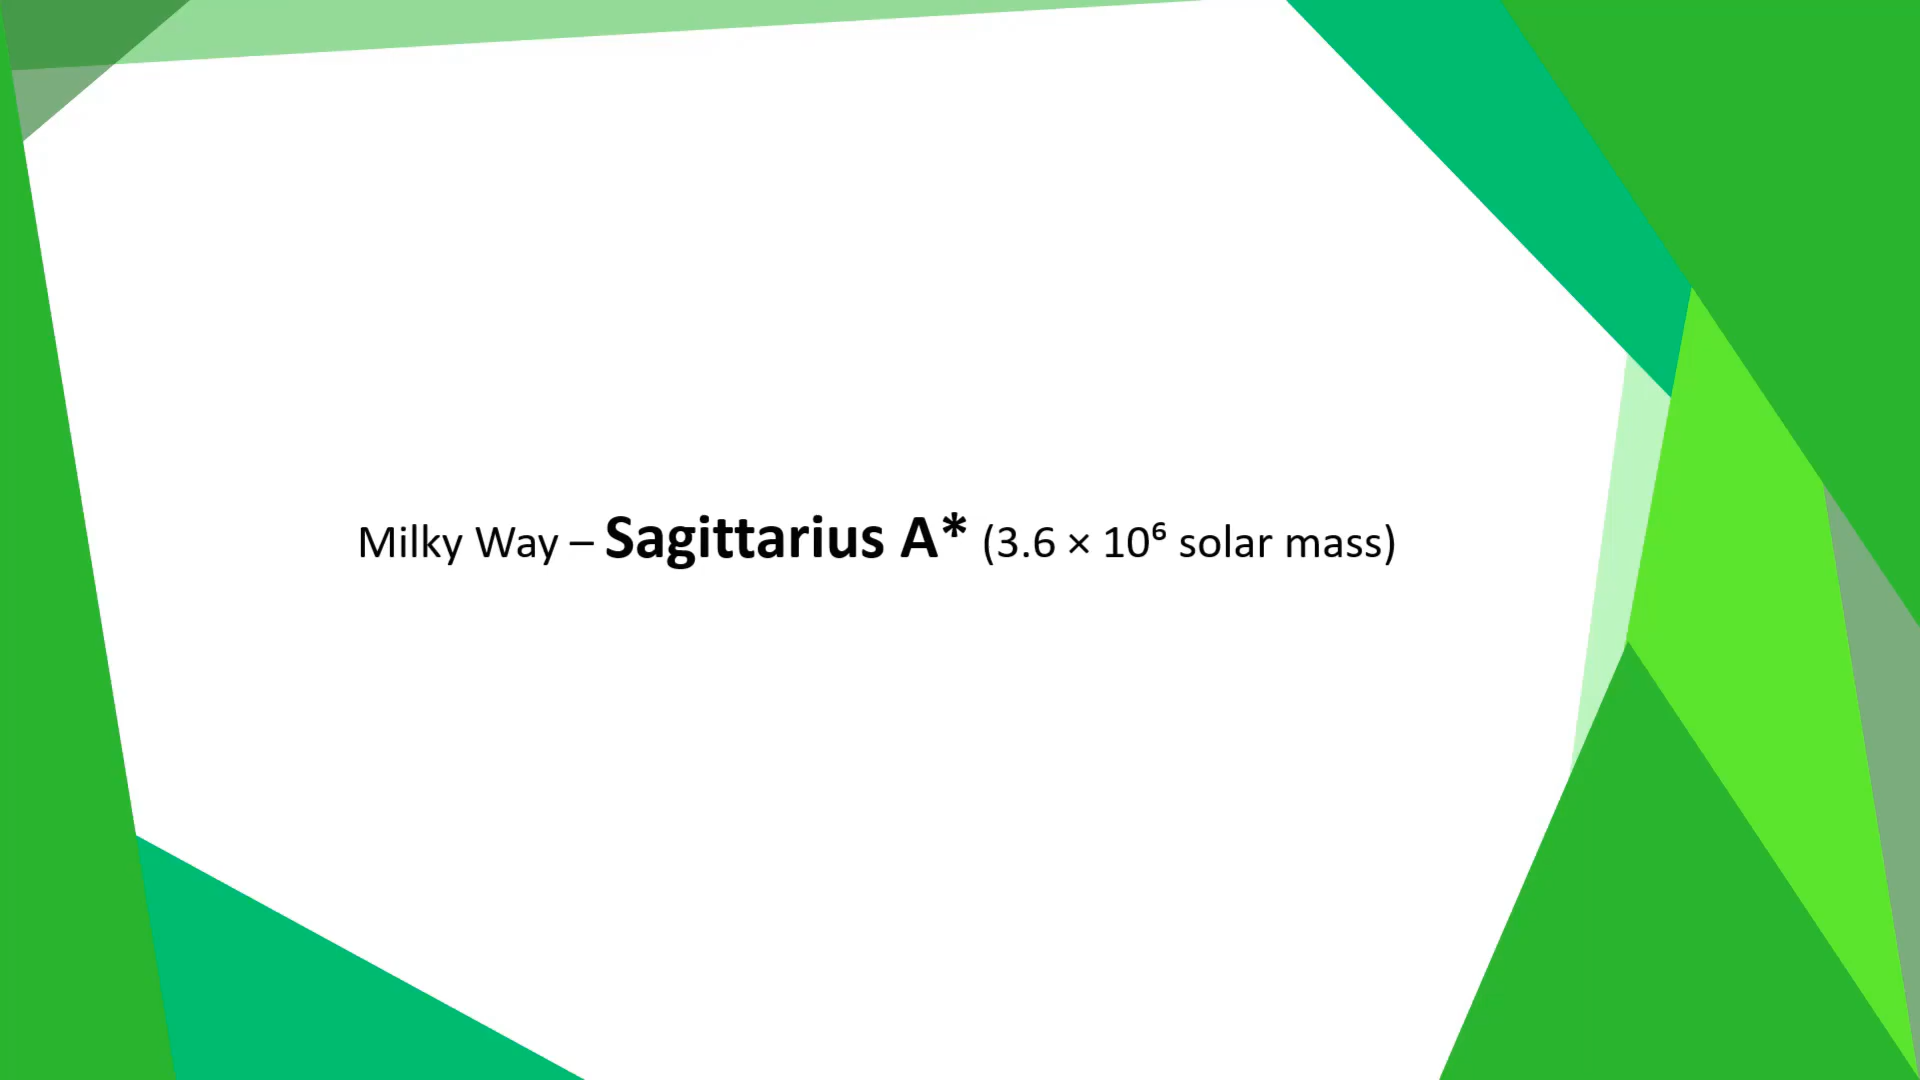 Milky Way – Sagittarius A* (3.6 × 10⁶ solar mass)